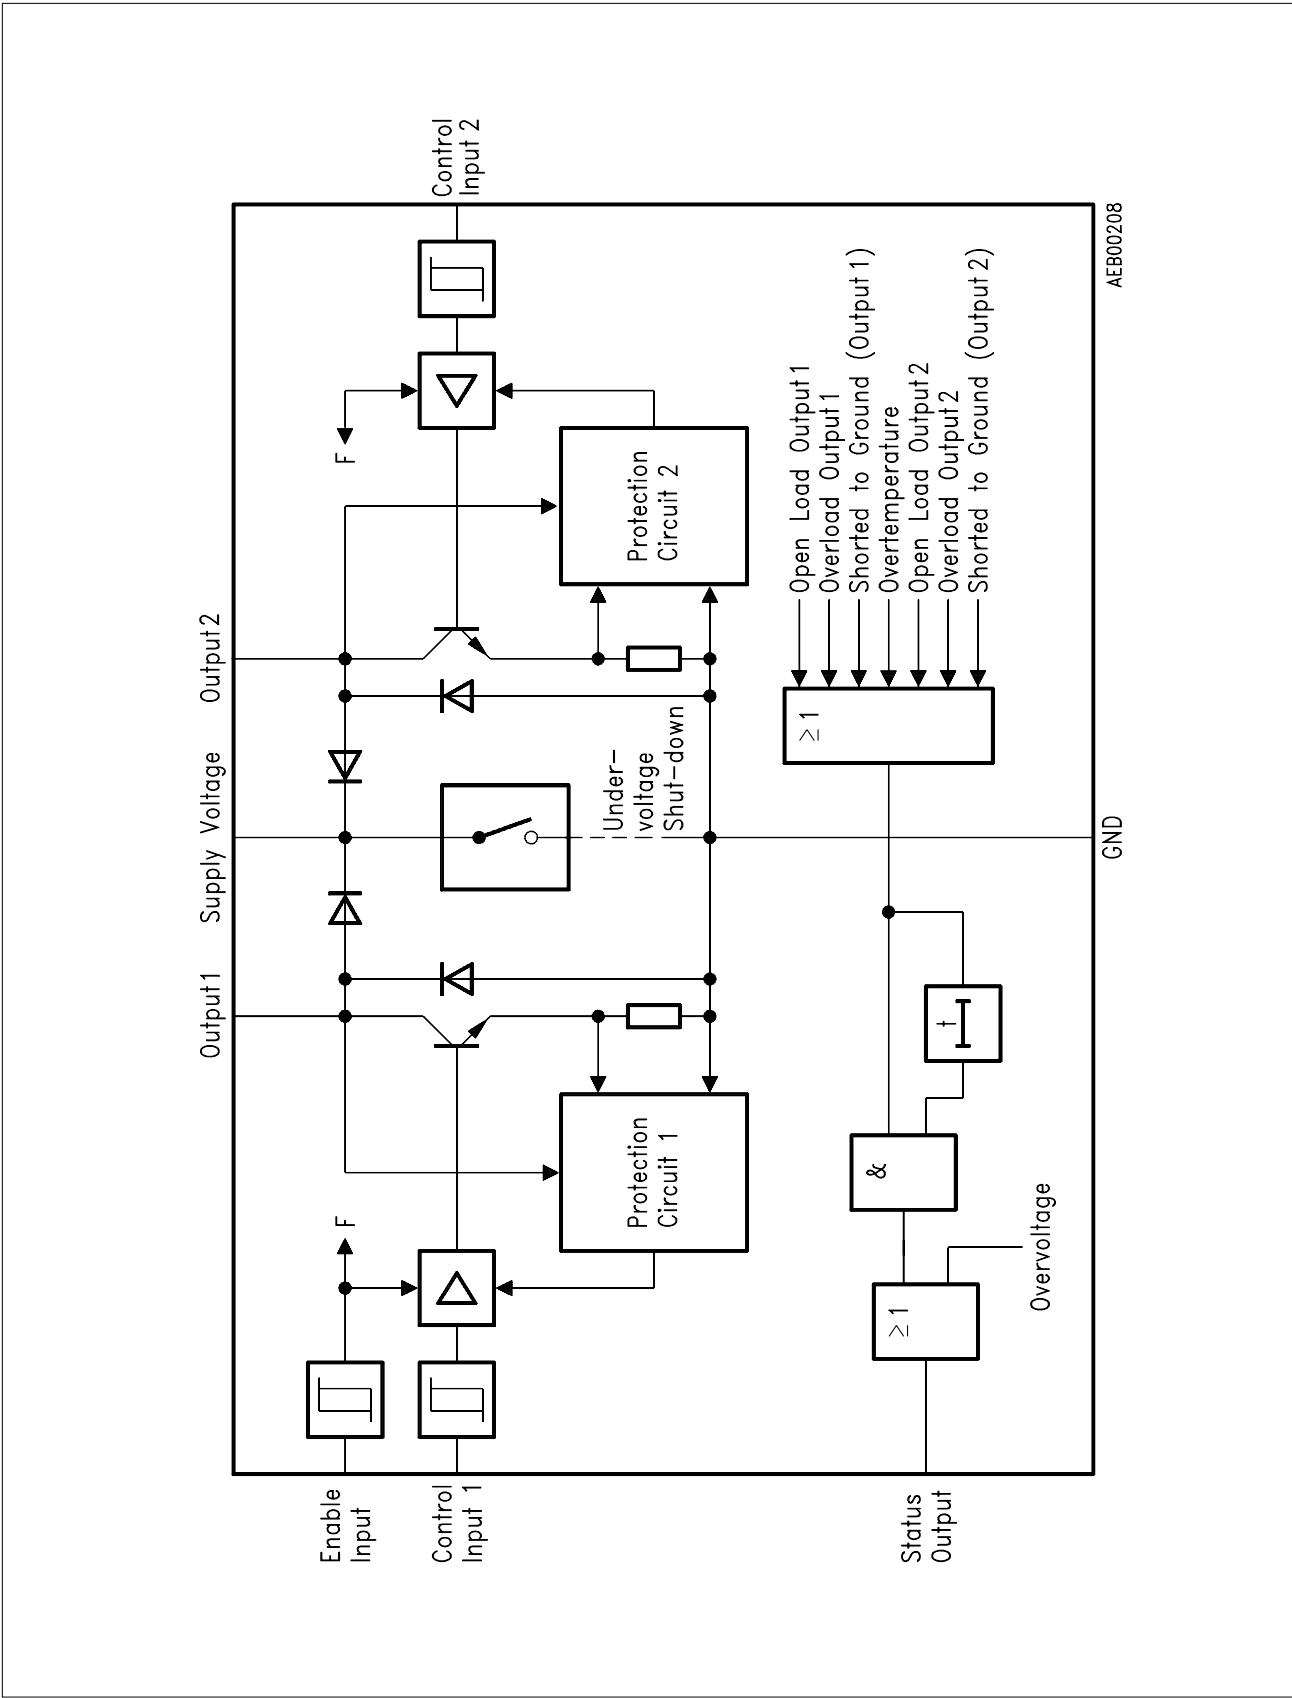 Output 1
Supply Voltage
Output 2
Enable
Input
F
F
Control
Input 1
Control
Input 2
Under-
voltage
Shut-down
Protection
Circuit 1
Protection
Circuit 2
Status
Output
≥ 1
&
t
≥ 1
Open Load Output 1
Overload Output 1
Shorted to Ground (Output 1)
Overtemperature
Open Load Output 2
Overload Output 2
Shorted to Ground (Output 2)
Overvoltage
GND
AEB00208